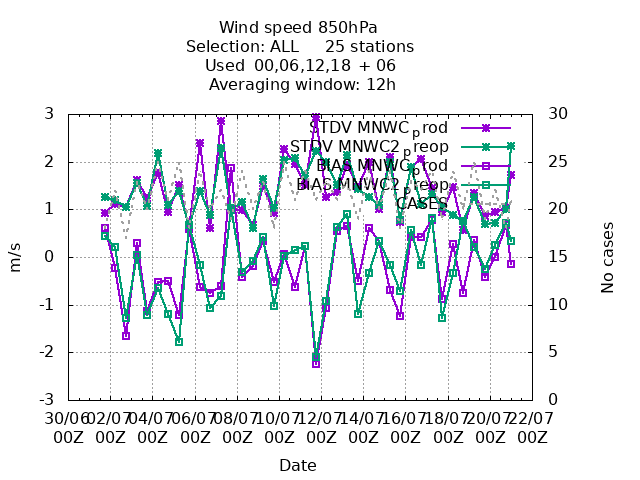 Wind speed 850hPa
Selection: ALL 25 stations
Used 00,06,12,18 + 06
Averaging window: 12h
3
2
1
0
-1
-2
-3
m/s
30
25
20
15
10
5
0
No cases
STDV MNWC_prod
STDV MNWC2_preop
BIAS MNWC_prod
BIAS MNWC2_preop
CASES
30/06 02/07 04/07 06/07 08/07 10/07 12/07 14/07 16/07 18/07 20/07 22/07
00Z 00Z 00Z 00Z 00Z 00Z 00Z 00Z 00Z 00Z 00Z 00Z
Date